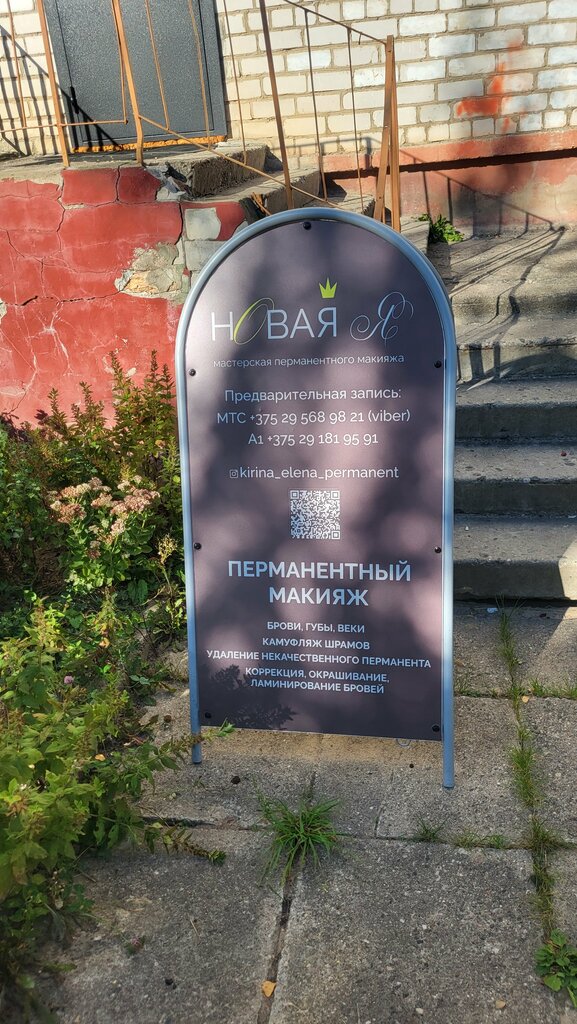 НОВАЯ Я
мастерская перманентного макияжа
Предварительная запись:
МТС +375 29 568 98 21 (viber)
А1 +375 29 181 95 91
kirina_elena_permanent
ПЕРМАНЕНТНЫЙ
МАКИЯЖ
БРОВИ, ГУБЫ, ВЕКИ
КАМУФЛЯЖ ШРАМОВ
УДАЛЕНИЕ НЕКАЧЕСТВЕННОГО ПЕРМАНЕНТА
КОРРЕКЦИЯ, ОКРАШИВАНИЕ,
ЛАМИНИРОВАНИЕ БРОВЕЙ